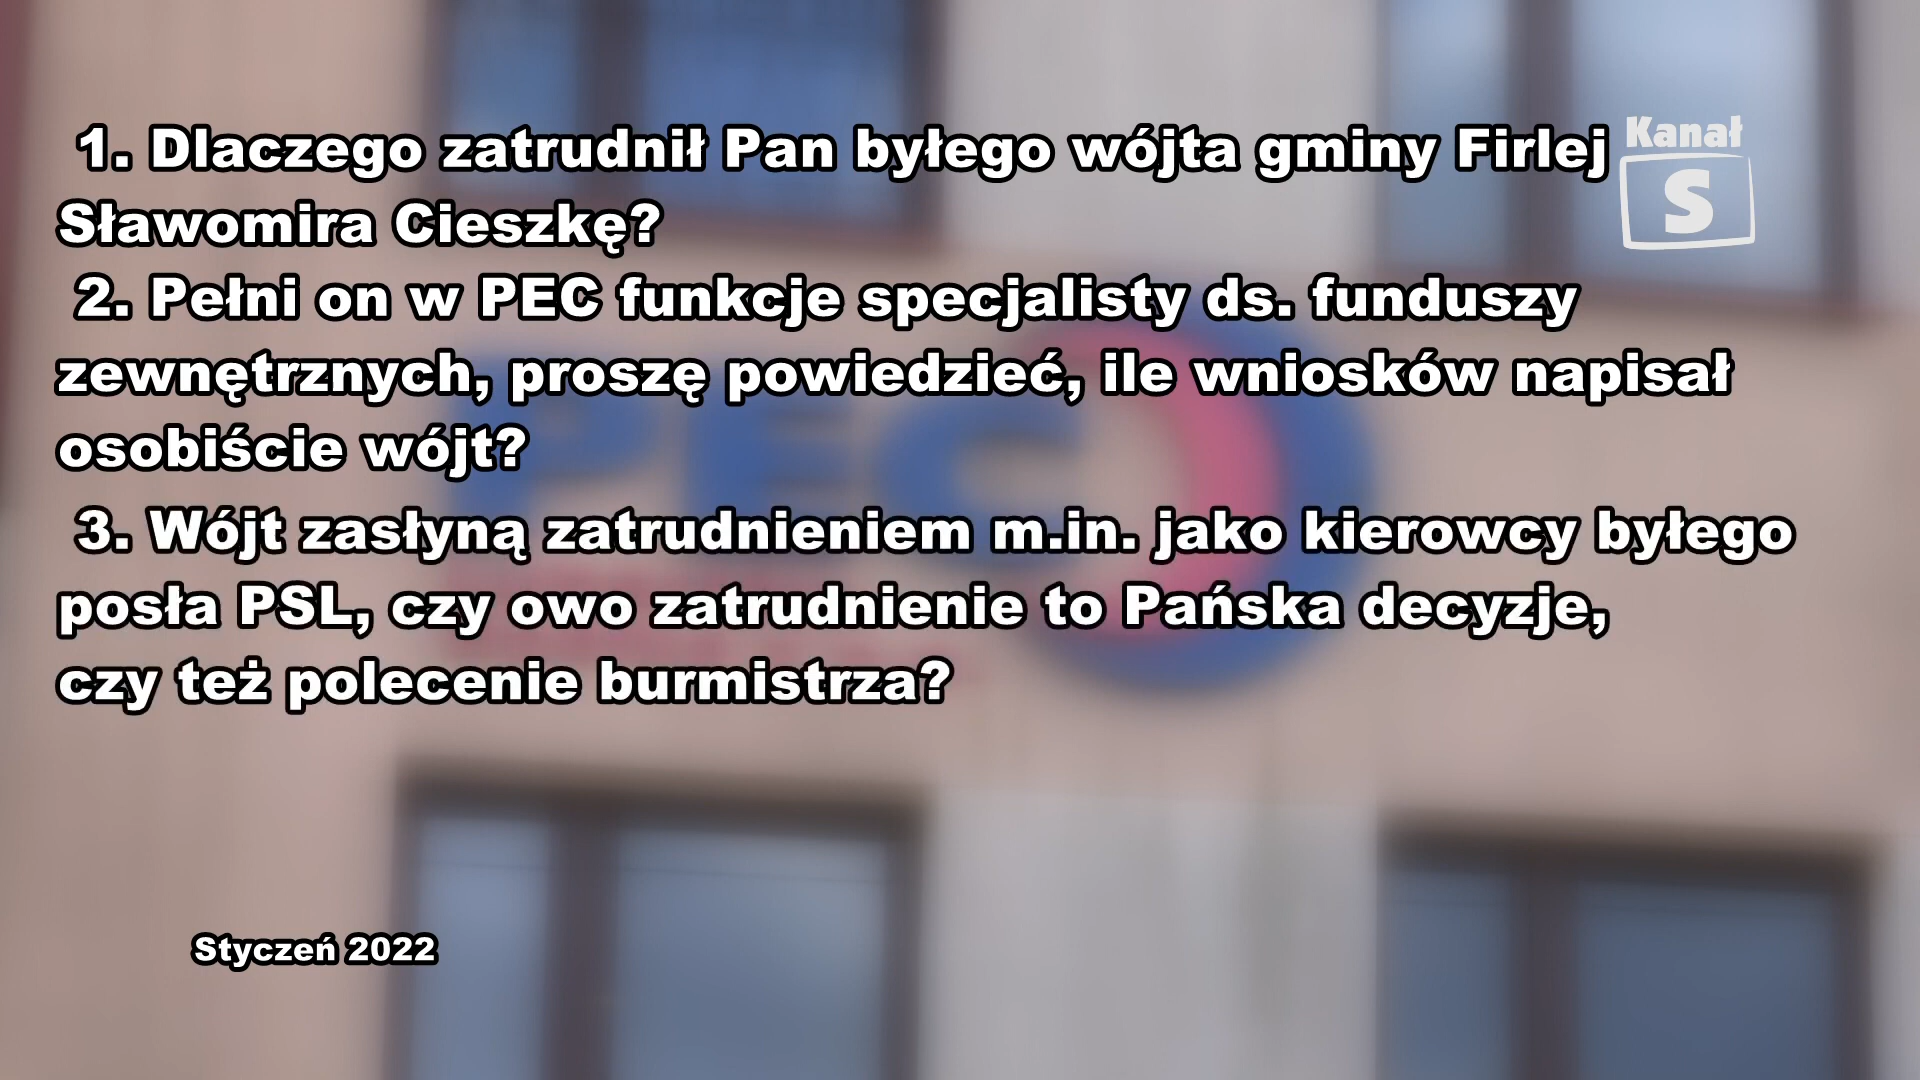 1. Dlaczego zatrudnił Pan byłego wójta gminy Firlej
Sławomira Cieszkę?
2. Pełni on w PEC funkcje specjalisty ds. funduszy
zewnętrznych, proszę powiedzieć, ile wniosków napisał
osobiście wójt?
3. Wójt zasłyną zatrudnieniem m.in. jako kierowcy byłego
posła PSL, czy owo zatrudnienie to Pańska decyzje,
czy też polecenie burmistrza?
Kanał
S
PEC
Styczeń 2022